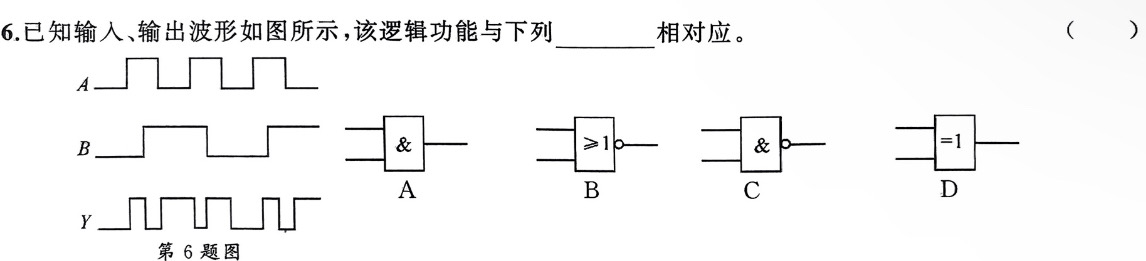 6.已知输入、输出波形如图所示,该逻辑功能与下列________相对应。 (　　)
A
B
Y
& ≥1 & =1
A B C D
第 6 题图